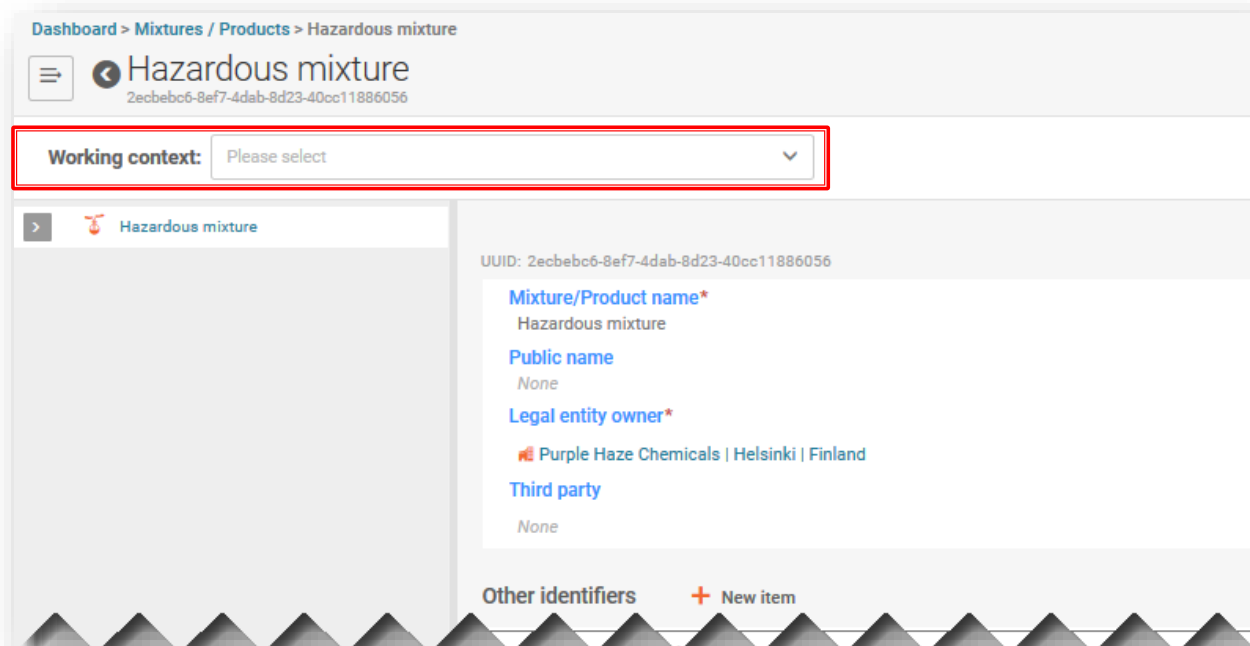 Dashboard > Mixtures / Products > Hazardous mixture
Hazardous mixture
2ecbebc6-8ef7-4dab-8d23-40cc11886056
Working context: Please select
Hazardous mixture
UUID: 2ecbebc6-8ef7-4dab-8d23-40cc11886056
Mixture/Product name*
Hazardous mixture
Public name
None
Legal entity owner*
Purple Haze Chemicals | Helsinki | Finland
Third party
None
Other identifiers + New item